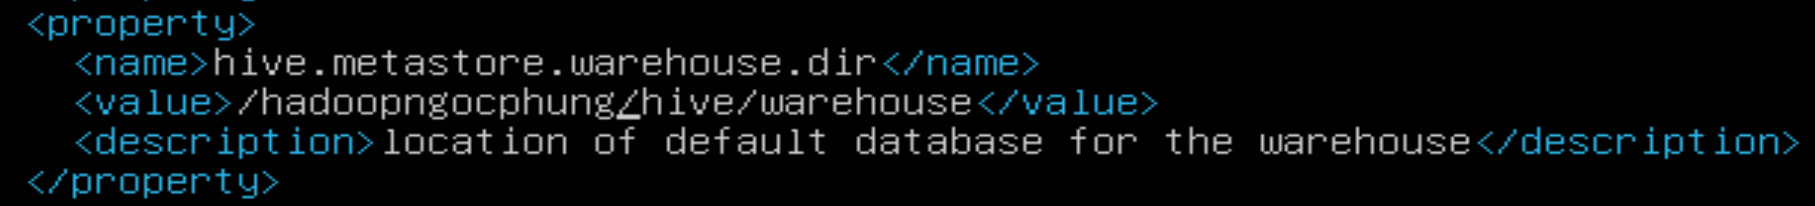 <property>
<name>hive.metastore.warehouse.dir</name>
<value>/hadoopngocphung/hive/warehouse</value>
<description>location of default database for the warehouse</description>
</property>